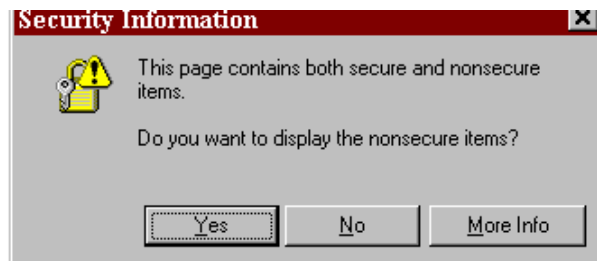 Security Information
This page contains both secure and nonsecure
items.
Do you want to display the nonsecure items?
Yes No More Info